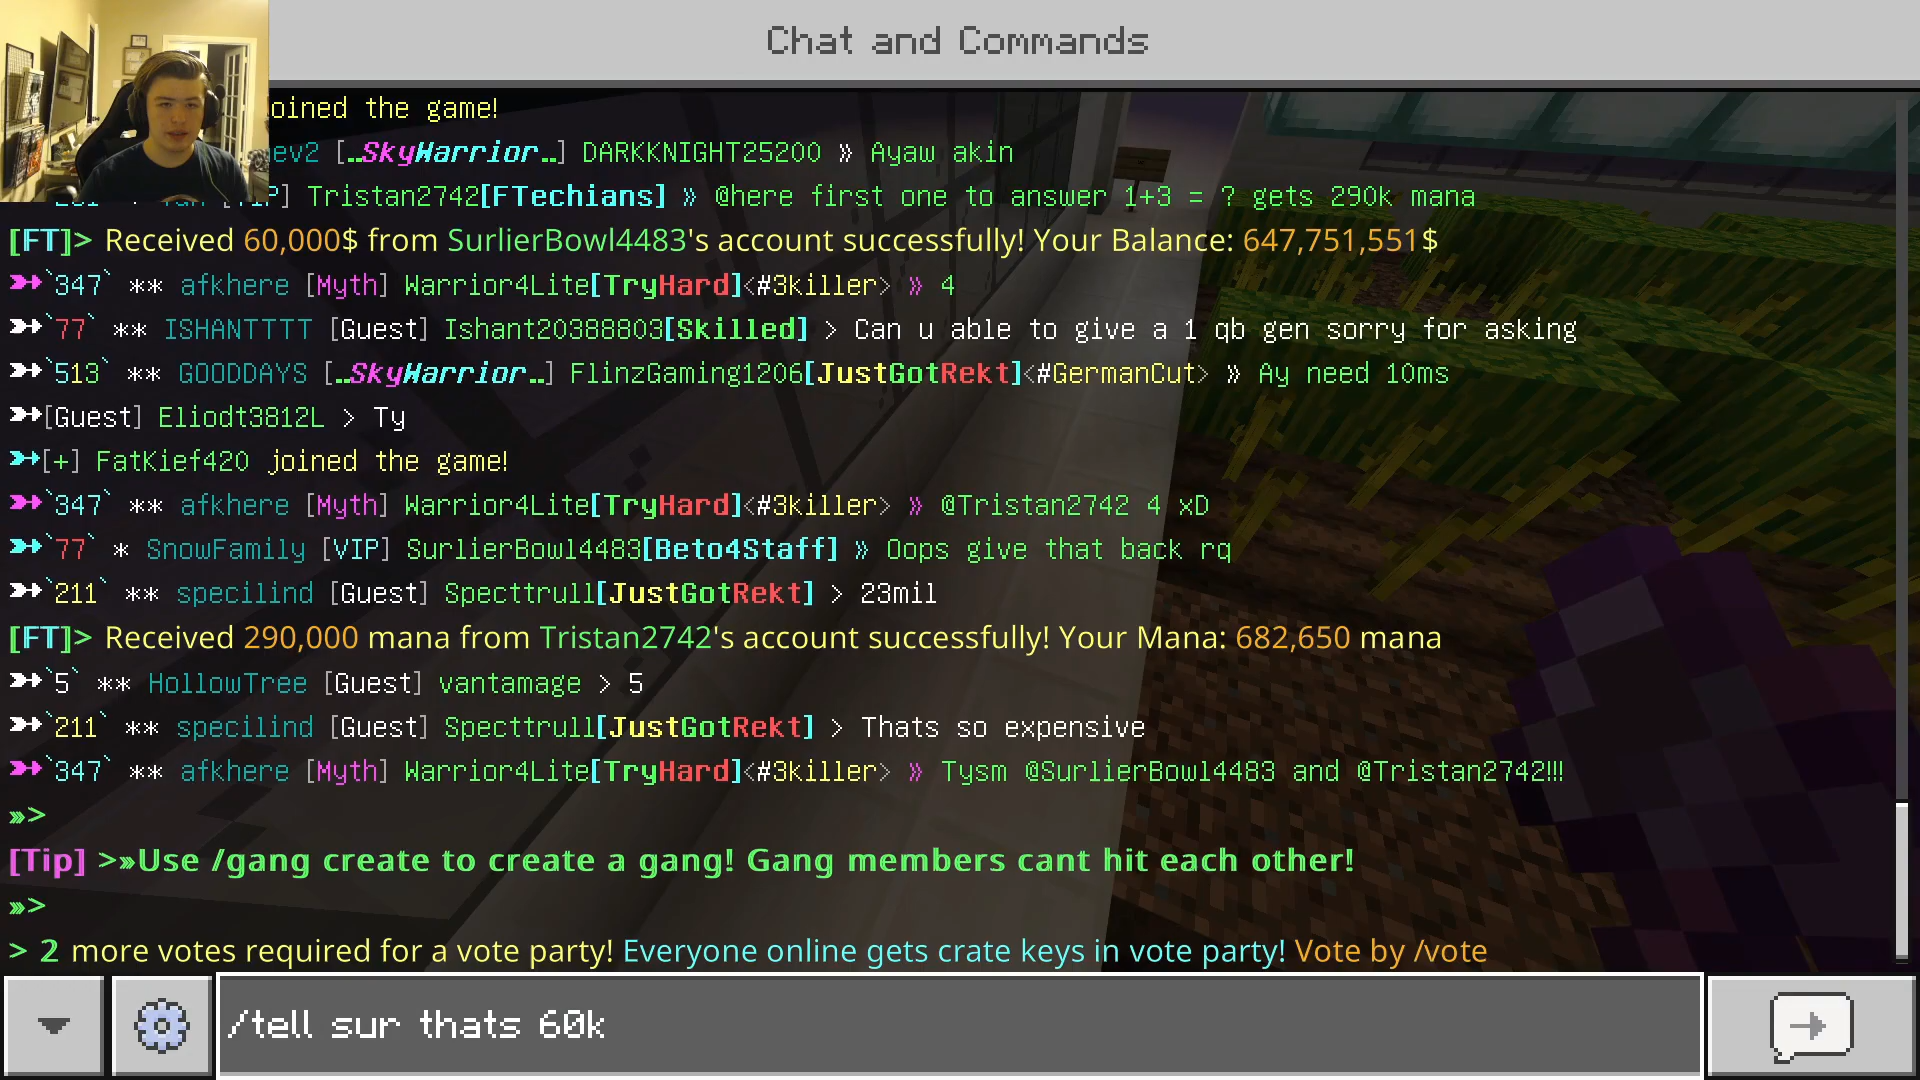 Chat and Commands
oined the game!
ev2 [..SkyWarrior..] DARKKNIGHT25200 » Ayaw akin
Tristan2742[FTechians] » @here first one to answer 1+3 = ? gets 290k mana
[FT]> Received 60,000$ from SurlierBowl4483's account successfully! Your Balance: 647,751,551$
`347` ** afkhere [Myth] Warrior4Lite[TryHard]<#3killer> » 4
`77` ** ISHANTTTT [Guest] Ishant20388803[Skilled] > Can u able to give a 1 qb gen sorry for asking
`513` ** GOODDAYS [..SkyWarrior..] FlinzGaming1206[JustGotRekt]<#GermanCut> » Ay need 10ms
[Guest] Eliodt3812L > Ty
[+] FatKief420 joined the game!
`347` ** afkhere [Myth] Warrior4Lite[TryHard]<#3killer> » @Tristan2742 4 xD
`77` * SnowFamily [VIP] SurlierBowl4483[Beto4Staff] » Oops give that back rq
`211` ** specilind [Guest] Specttrull[JustGotRekt] > 23mil
[FT]> Received 290,000 mana from Tristan2742's account successfully! Your Mana: 682,650 mana
`5` ** HollowTree [Guest] vantamage > 5
`211` ** specilind [Guest] Specttrull[JustGotRekt] > Thats so expensive
`347` ** afkhere [Myth] Warrior4Lite[TryHard]<#3killer> » Tysm @SurlierBowl4483 and @Tristan2742!!!
»>
[Tip] >»Use /gang create to create a gang! Gang members cant hit each other!
»>
> 2 more votes required for a vote party! Everyone online gets crate keys in vote party! Vote by /vote
/tell sur thats 60k